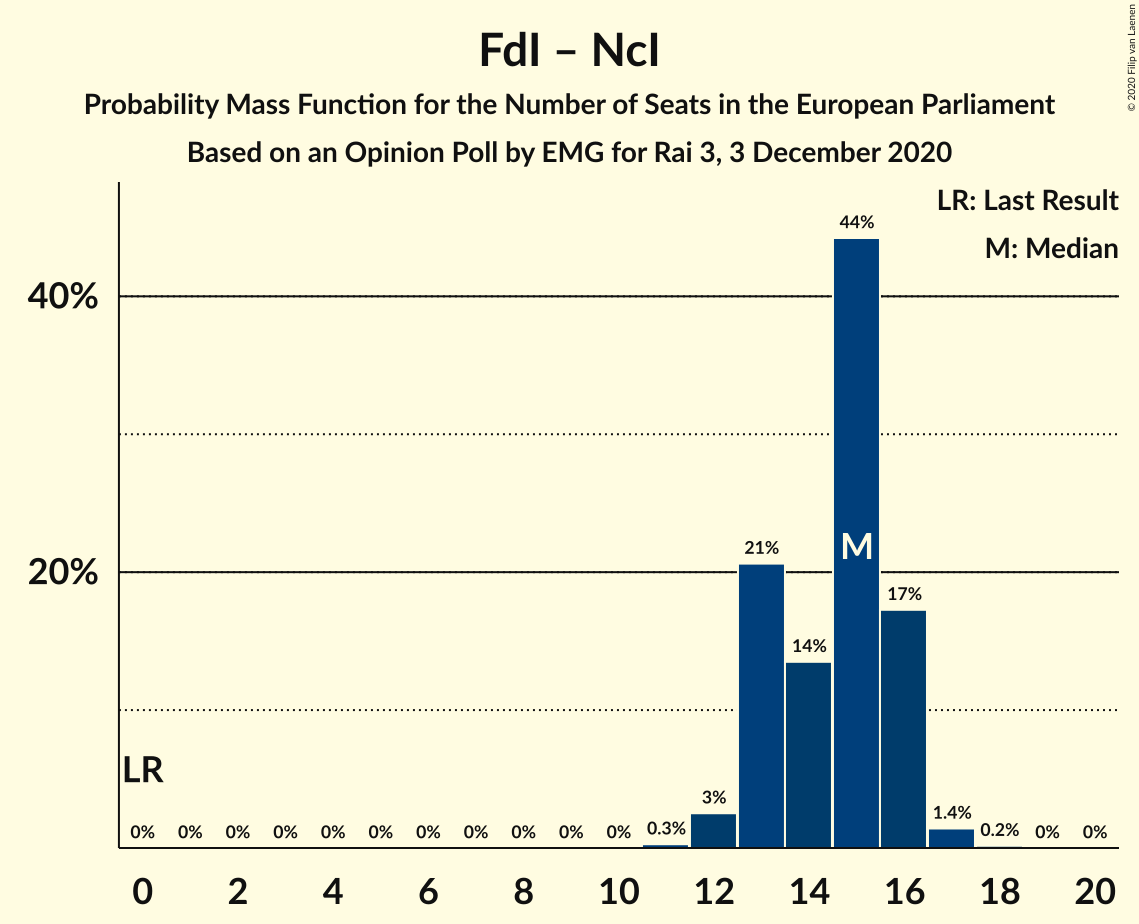 FdI – NcI
Probability Mass Function for the Number of Seats in the European Parliament
Based on an Opinion Poll by EMG for Rai 3, 3 December 2020
© 2020 Filip van Laenen
LR: Last Result
M: Median
40%
20%
44%
21%
M
17%
14%
LR
0% 0% 0% 0% 0% 0% 0% 0% 0% 0% 0% 0.3% 3% 1.4% 0.2% 0% 0%
0 2 4 6 8 10 12 14 16 18 20